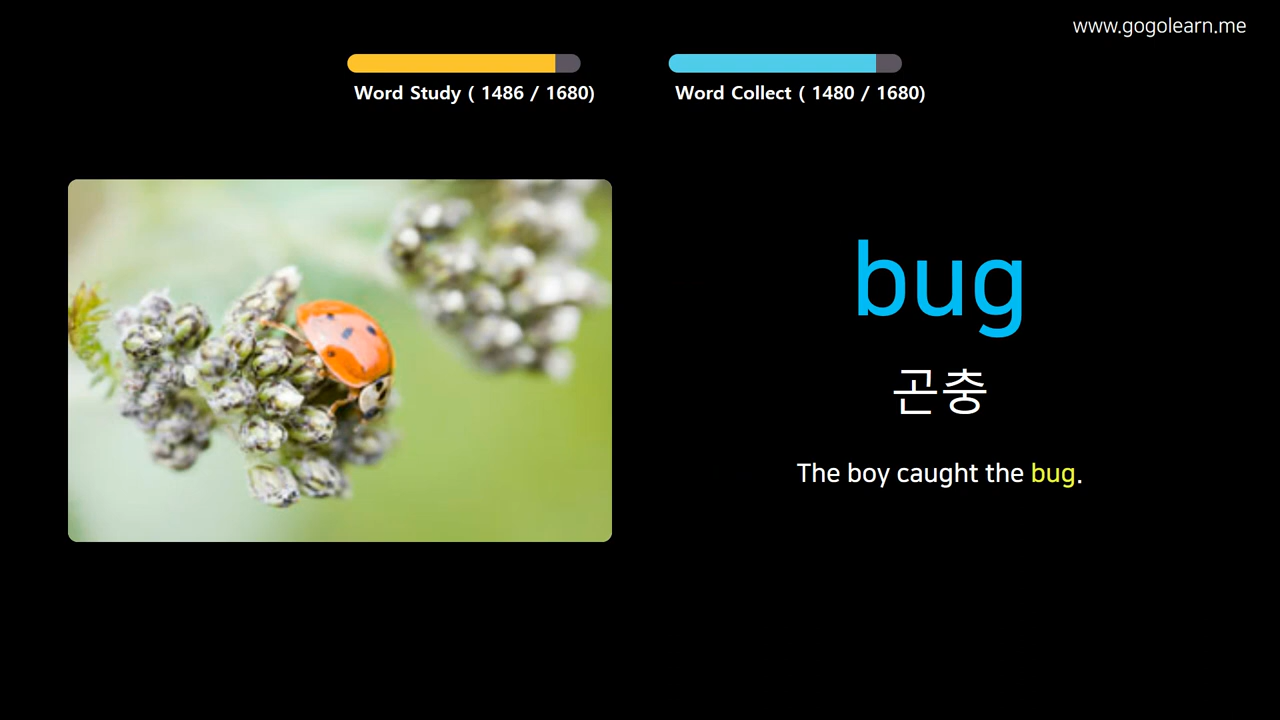 www.gogolearn.me
Word Study ( 1486 / 1680)
Word Collect ( 1480 / 1680)
bug
곤충
The boy caught the bug.